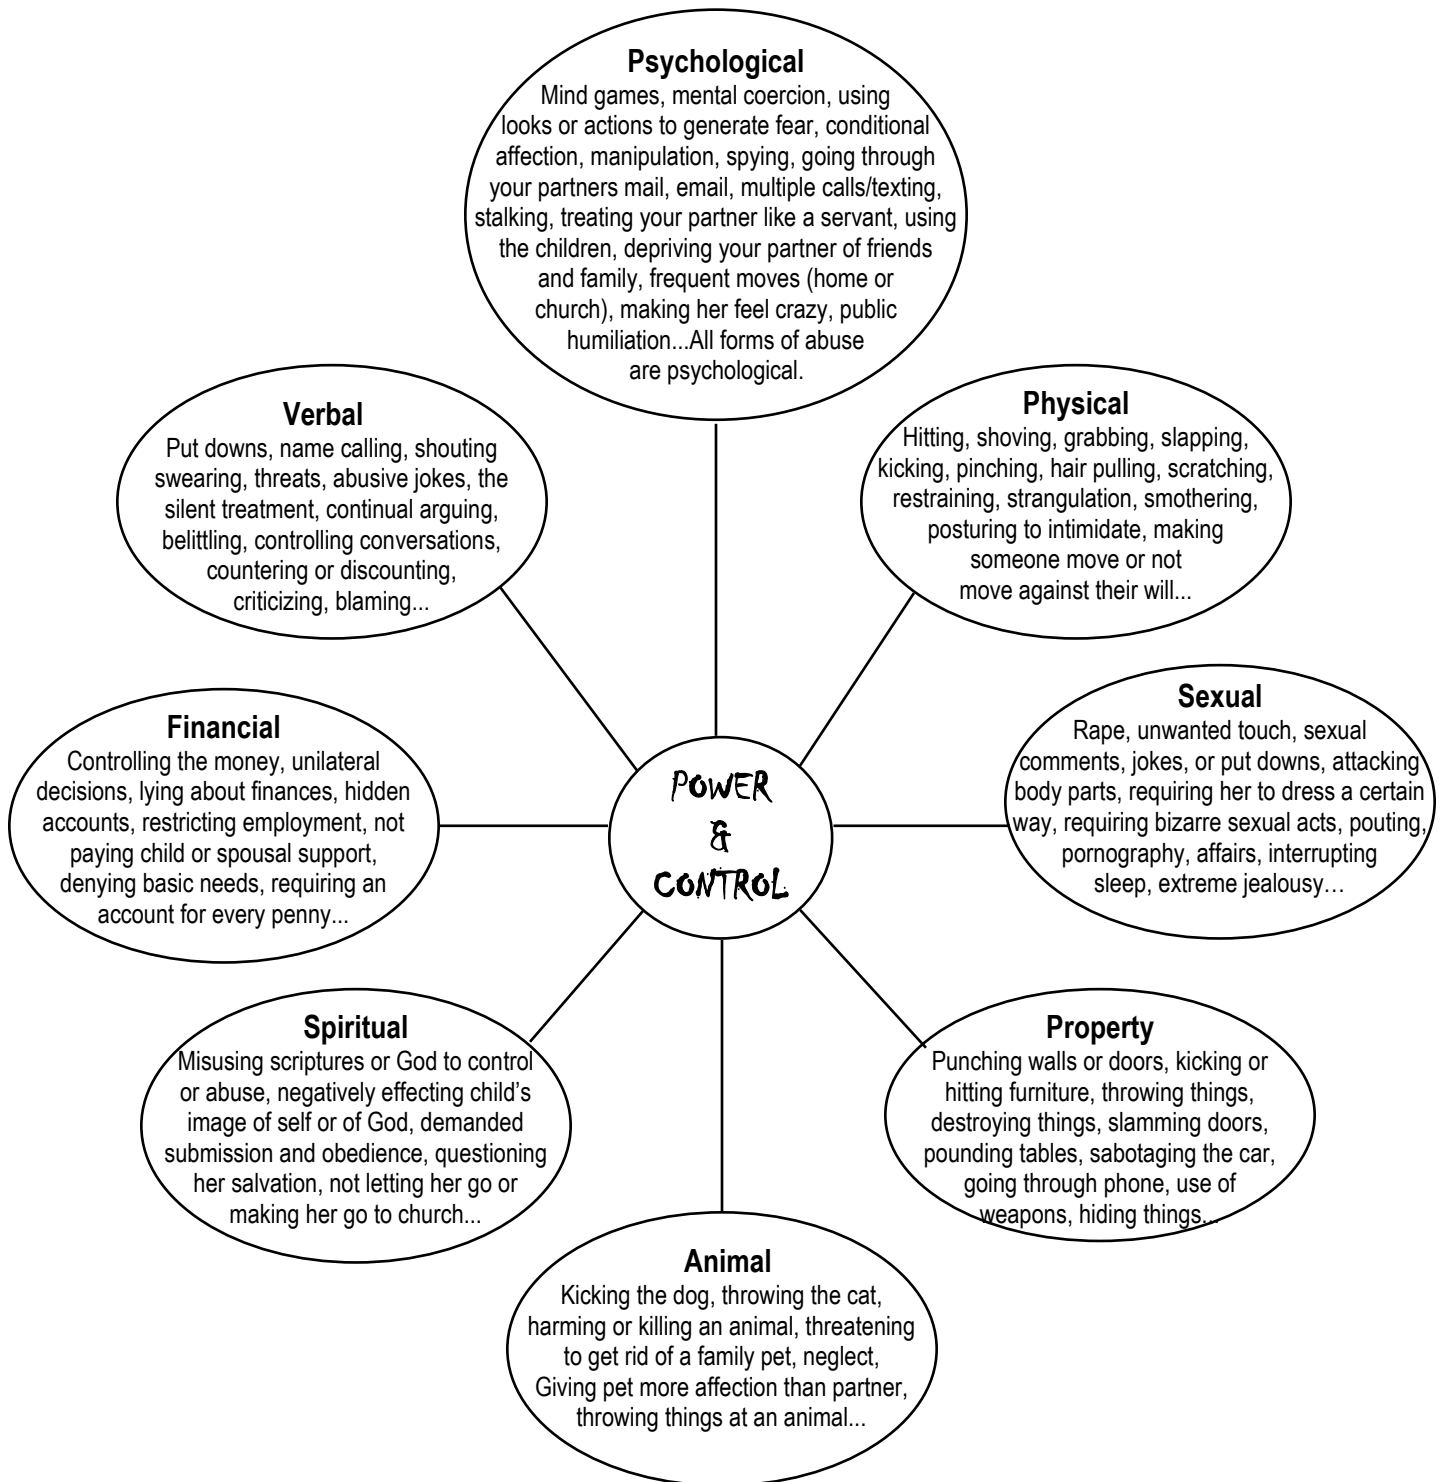 Psychological
Mind games, mental coercion, using
looks or actions to generate fear, conditional
affection, manipulation, spying, going through
your partners mail, email, multiple calls/texting,
stalking, treating your partner like a servant, using
the children, depriving your partner of friends
and family, frequent moves (home or
church), making her feel crazy, public
humiliation...All forms of abuse
are psychological.
Verbal
Put downs, name calling, shouting
swearing, threats, abusive jokes, the
silent treatment, continual arguing,
belittling, controlling conversations,
countering or discounting,
criticizing, blaming...
Physical
Hitting, shoving, grabbing, slapping,
kicking, pinching, hair pulling, scratching,
restraining, strangulation, smothering,
posturing to intimidate, making
someone move or not
move against their will...
Financial
Controlling the money, unilateral
decisions, lying about finances, hidden
accounts, restricting employment, not
paying child or spousal support,
denying basic needs, requiring an
account for every penny...
POWER
&
CONTROL
Sexual
Rape, unwanted touch, sexual
comments, jokes, or put downs, attacking
body parts, requiring her to dress a certain
way, requiring bizarre sexual acts, pouting,
pornography, affairs, interrupting
sleep, extreme jealousy…
Spiritual
Misusing scriptures or God to control
or abuse, negatively effecting child’s
image of self or of God, demanded
submission and obedience, questioning
her salvation, not letting her go or
making her go to church...
Property
Punching walls or doors, kicking or
hitting furniture, throwing things,
destroying things, slamming doors,
pounding tables, sabotaging the car,
going through phone, use of
weapons, hiding things...
Animal
Kicking the dog, throwing the cat,
harming or killing an animal, threatening
to get rid of a family pet, neglect,
Giving pet more affection than partner,
throwing things at an animal...